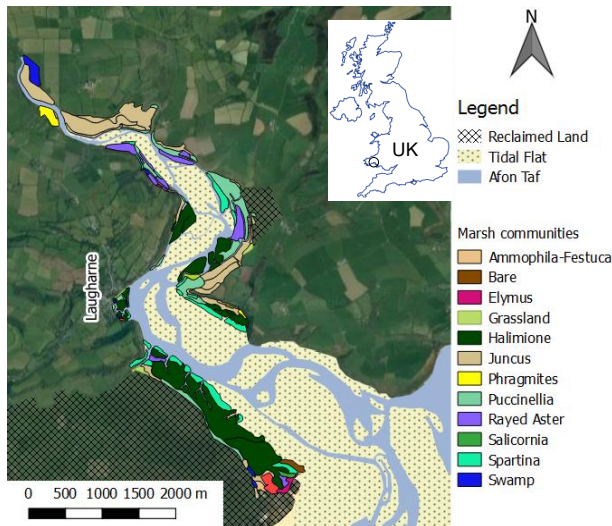 N
UK
Legend
Reclaimed Land
Tidal Flat
Afon Taf
Marsh communities
Ammophila-Festuca
Bare
Elymus
Grassland
Halimione
Juncus
Phragmites
Puccinellia
Rayed Aster
Salicornia
Spartina
Swamp
Laugharne
0 500 1000 1500 2000 m